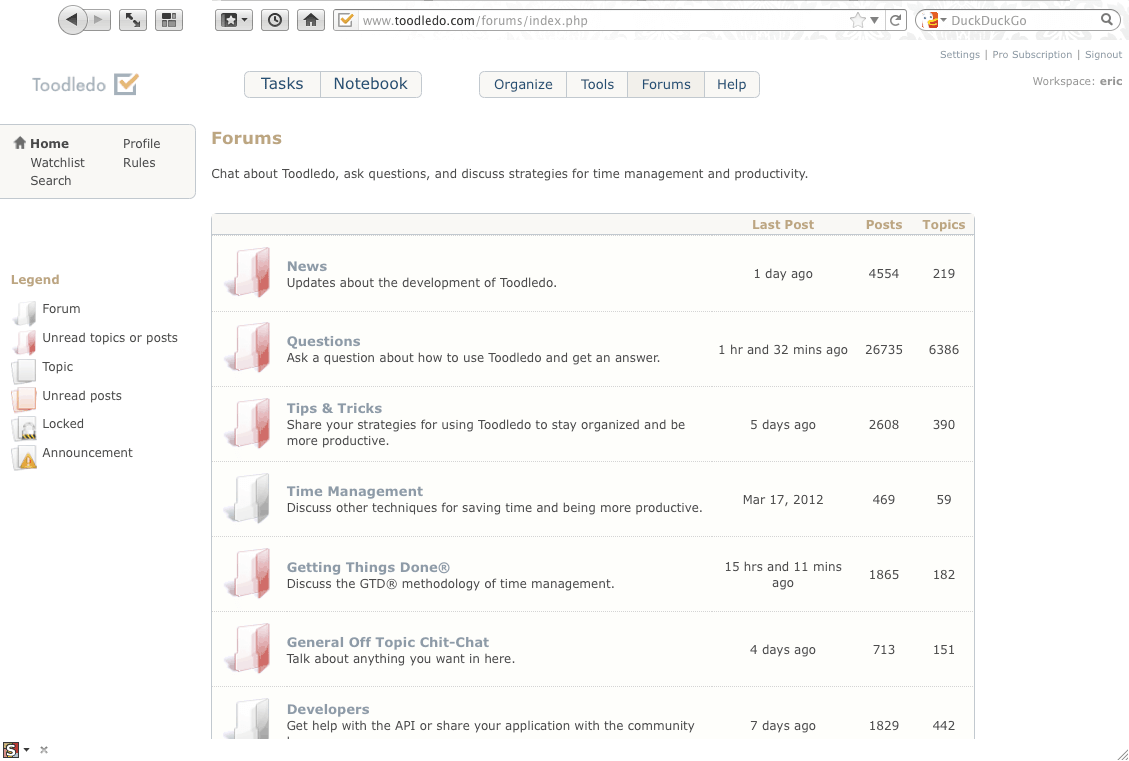 www.toodledo.com/forums/index.php
DuckDuckGo
Settings | Pro Subscription | Signout
Toodledo
Tasks
Notebook
Organize
Tools
Forums
Help
Workspace: eric
Home
Profile
Watchlist
Rules
Search
Forums
Chat about Toodledo, ask questions, and discuss strategies for time management and productivity.
Legend
Forum
Unread topics or posts
Topic
Unread posts
Locked
Announcement
Last Post Posts Topics
News
Updates about the development of Toodledo.
1 day ago 4554 219
Questions
Ask a question about how to use Toodledo and get an answer.
1 hr and 32 mins ago 26735 6386
Tips & Tricks
Share your strategies for using Toodledo to stay organized and be
more productive.
5 days ago 2608 390
Time Management
Discuss other techniques for saving time and being more productive.
Mar 17, 2012 469 59
Getting Things Done®
Discuss the GTD® methodology of time management.
15 hrs and 11 mins
ago
1865 182
General Off Topic Chit-Chat
Talk about anything you want in here.
4 days ago 713 151
Developers
Get help with the API or share your application with the community
7 days ago 1829 442
S